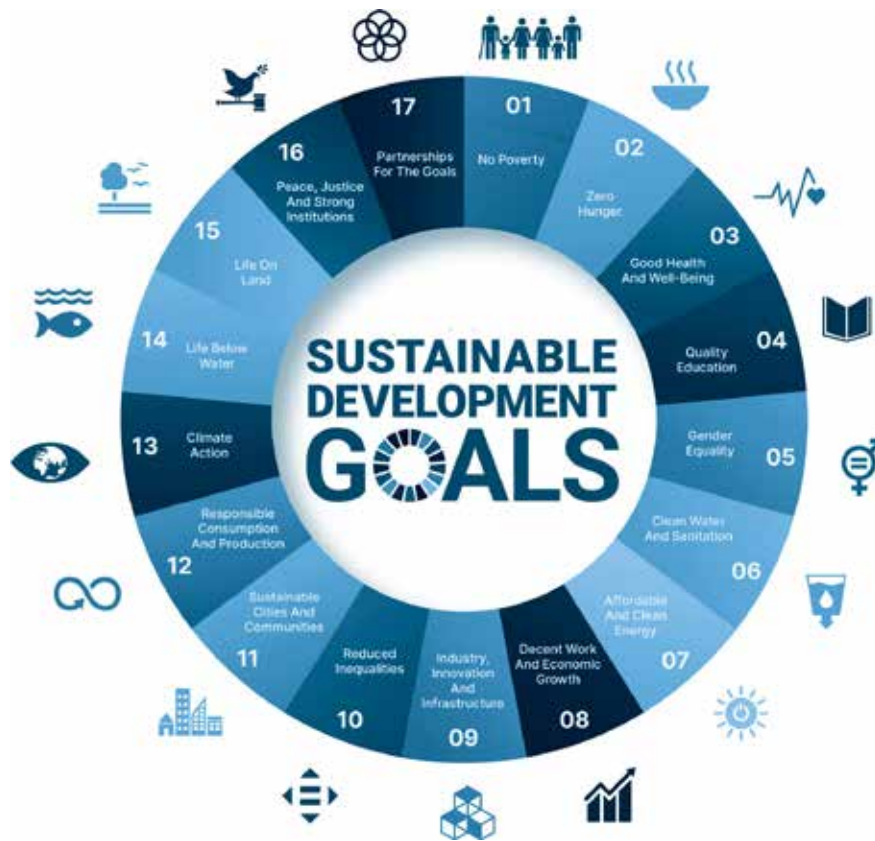 SUSTAINABLE
DEVELOPMENT
GOALS
01
No Poverty
02
Zero
Hunger
03
Good Health
And Well-Being
04
Quality
Education
05
Gender
Equality
06
Clean Water
And Sanitation
07
Affordable
And Clean
Energy
08
Decent Work
And Economic
Growth
09
Industry,
Innovation
And
Infrastructure
10
Reduced
Inequalities
11
Sustainable
Cities And
Communities
12
Responsible
Consumption
And Production
13
Climate
Action
14
Life Below
Water
15
Life On
Land
16
Peace, Justice
And Strong
Institutions
17
Partnerships
For The Goals